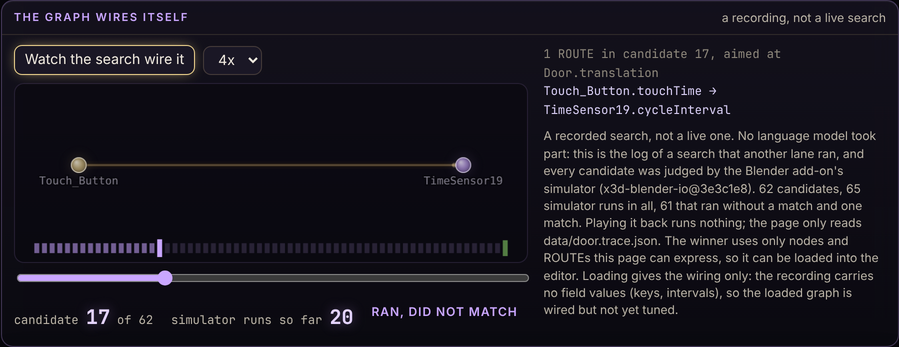 THE GRAPH WIRES ITSELF
a recording, not a live search
Watch the search wire it
4x
Touch_Button
TimeSensor19
candidate 17 of 62
simulator runs so far 20
RAN, DID NOT MATCH
1 ROUTE in candidate 17, aimed at
Door.translation
Touch_Button.touchTime →
TimeSensor19.cycleInterval
A recorded search, not a live one. No language model took
part: this is the log of a search that another lane ran, and
every candidate was judged by the Blender add-on's
simulator (x3d-blender-io@3e3c1e8). 62 candidates, 65
simulator runs in all, 61 that ran without a match and one
match. Playing it back runs nothing; the page only reads
data/door.trace.json. The winner uses only nodes and
ROUTEs this page can express, so it can be loaded into the
editor. Loading gives the wiring only: the recording carries
no field values (keys, intervals), so the loaded graph is
wired but not yet tuned.